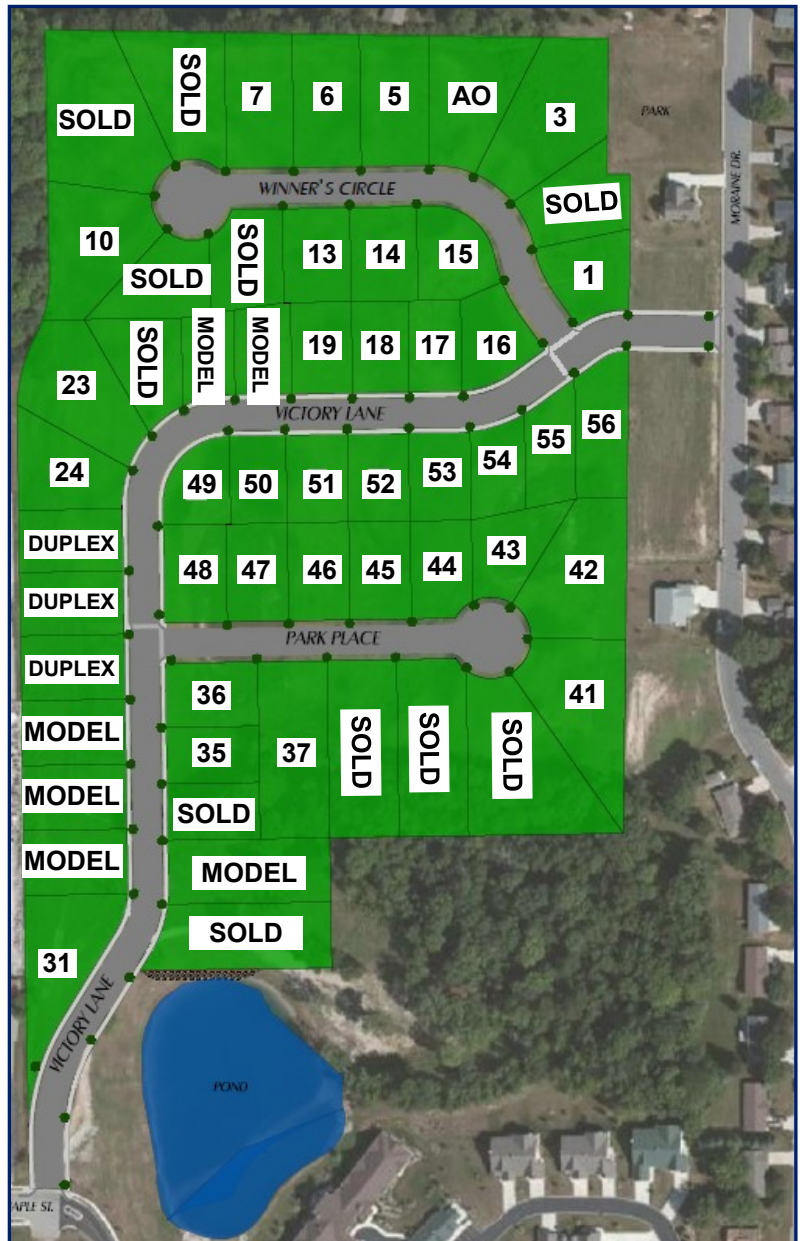 SOLD
SOLD
7
6
5
AO
3
PARK
MORAINE DR.
WINNER'S CIRCLE
SOLD
10
SOLD
SOLD
13
14
15
1
SOLD
MODEL
MODEL
19
18
17
16
23
VICTORY LANE
24
49
50
51
52
53
54
55
56
DUPLEX
DUPLEX
DUPLEX
48
47
46
45
44
43
42
PARK PLACE
36
41
MODEL
35
37
SOLD
SOLD
SOLD
MODEL
SOLD
MODEL
MODEL
SOLD
31
VICTORY LANE
POND
APLE ST.